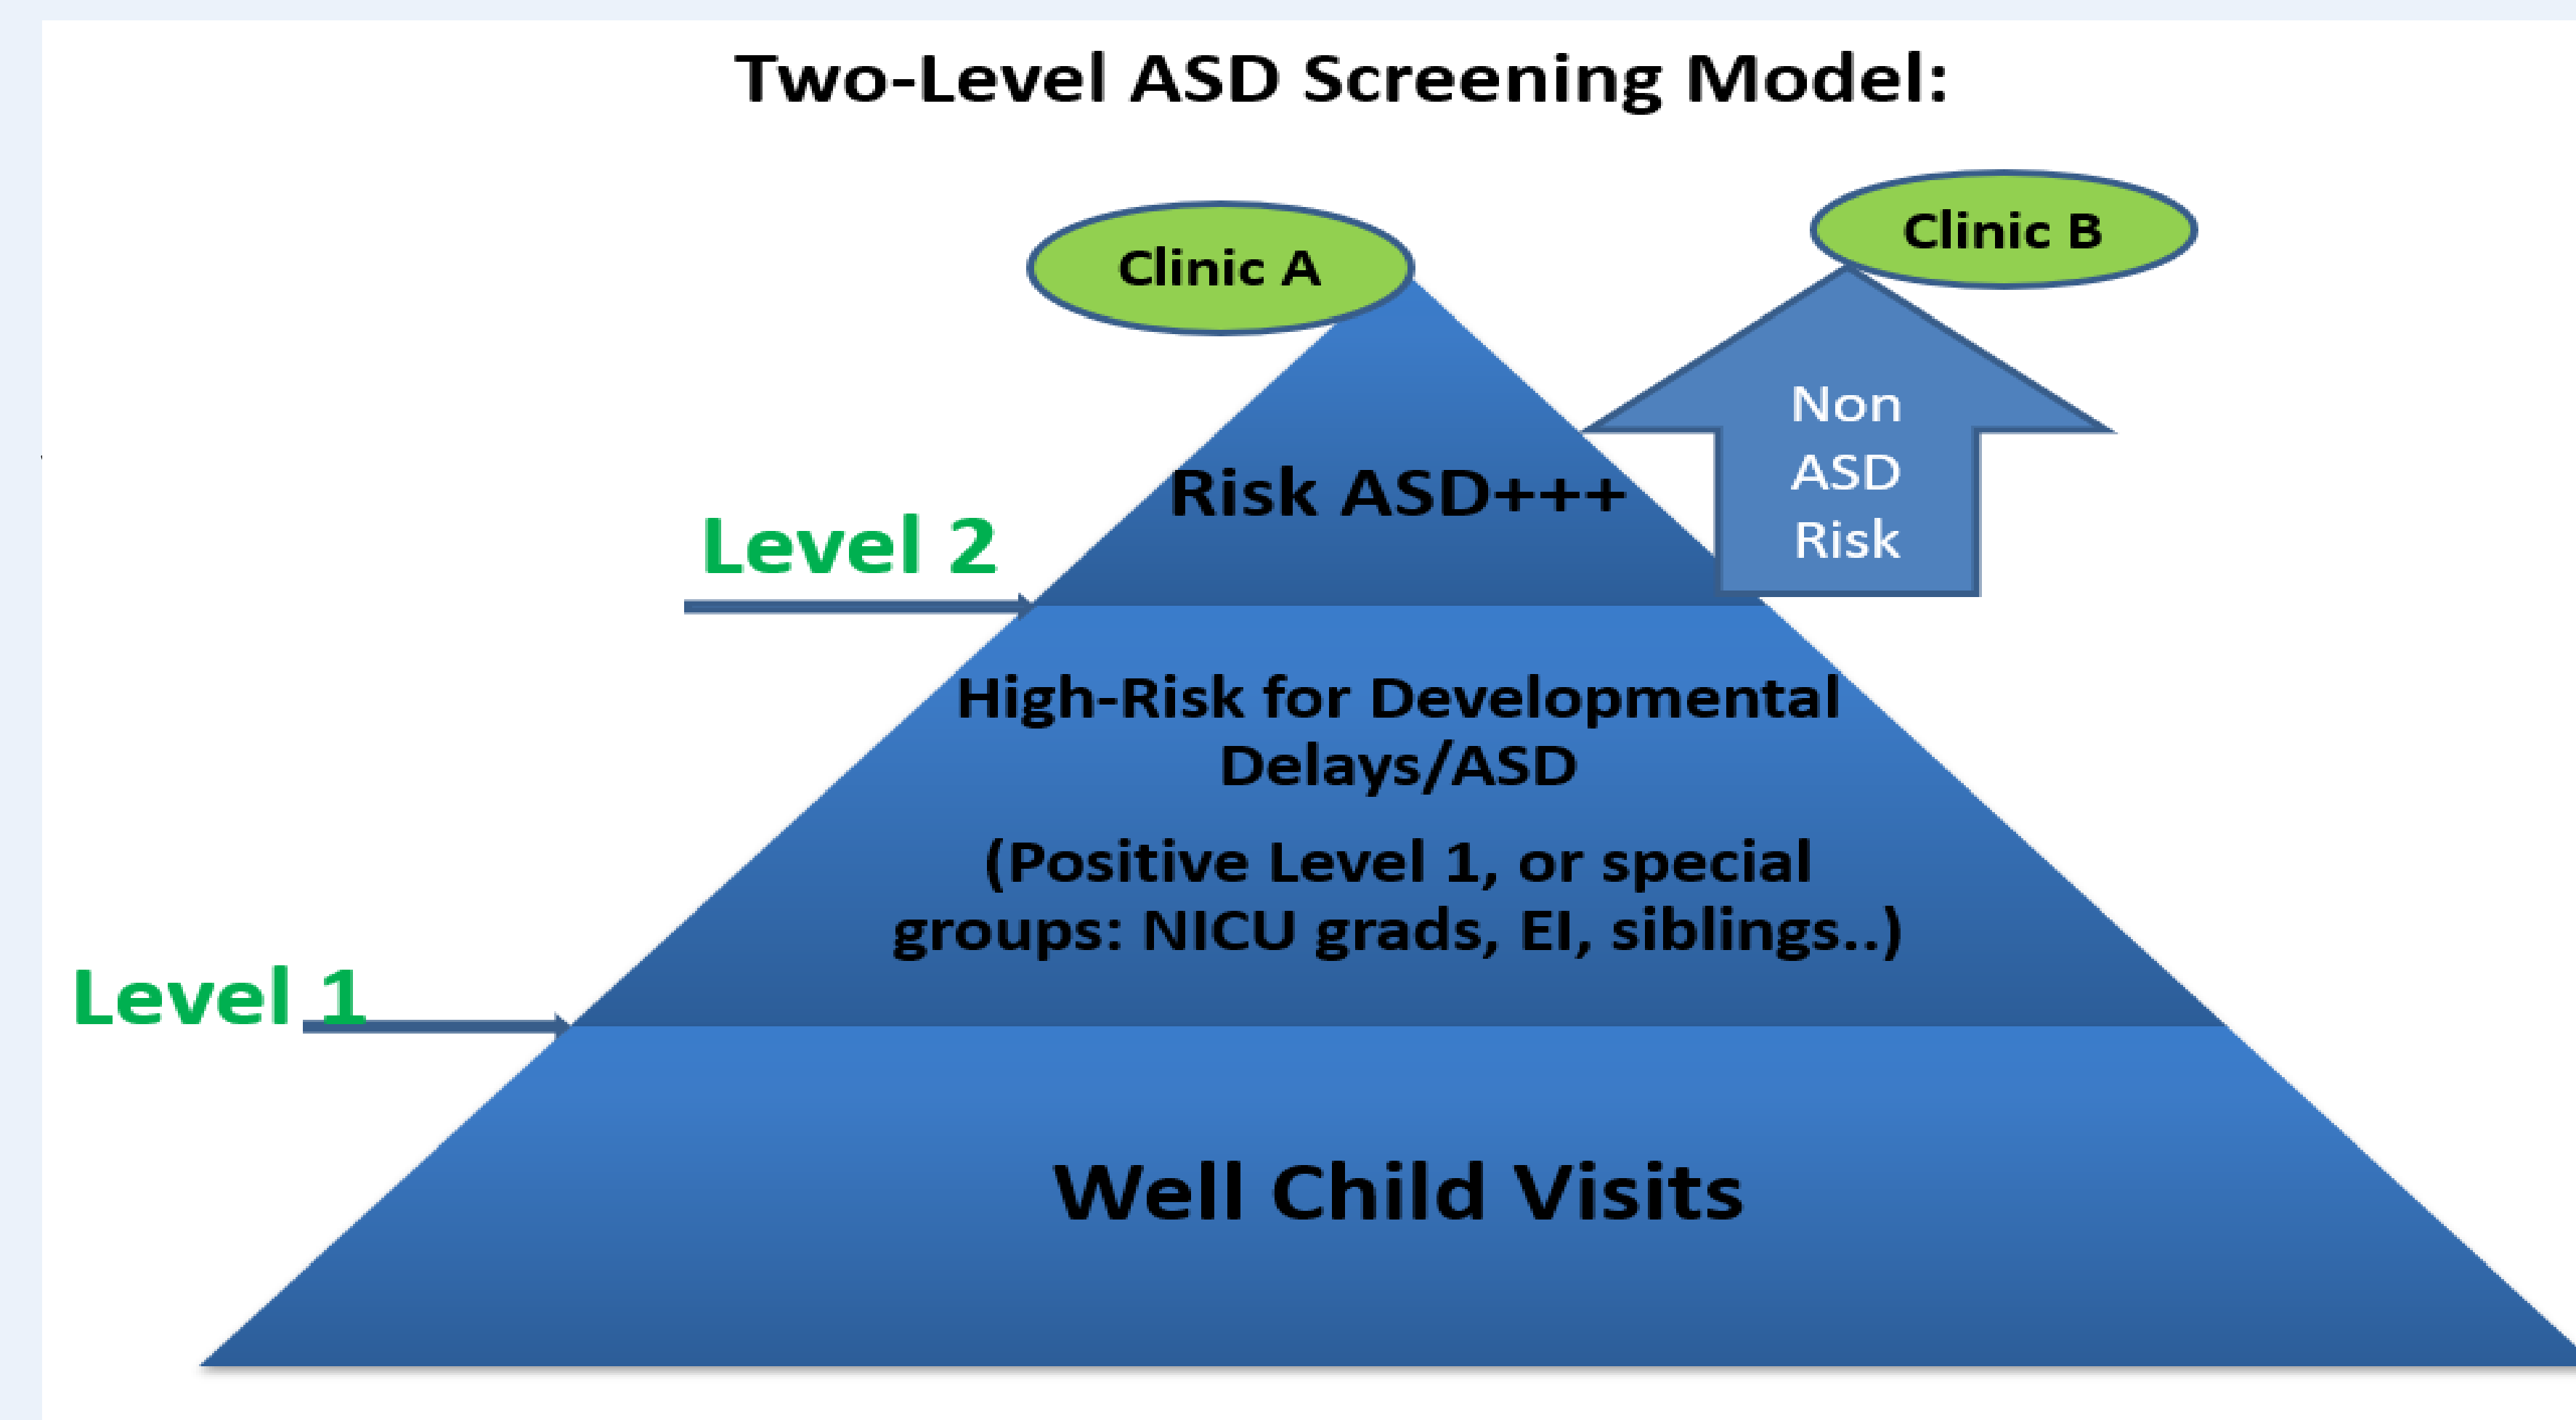 Two-Level ASD Screening Model:
Clinic A
Clinic B
Non
ASD
Risk
Risk ASD+++
Level 2
High-Risk for Developmental
Delays/ASD
(Positive Level 1, or special
groups: NICU grads, EI, siblings..)
Level 1
Well Child Visits